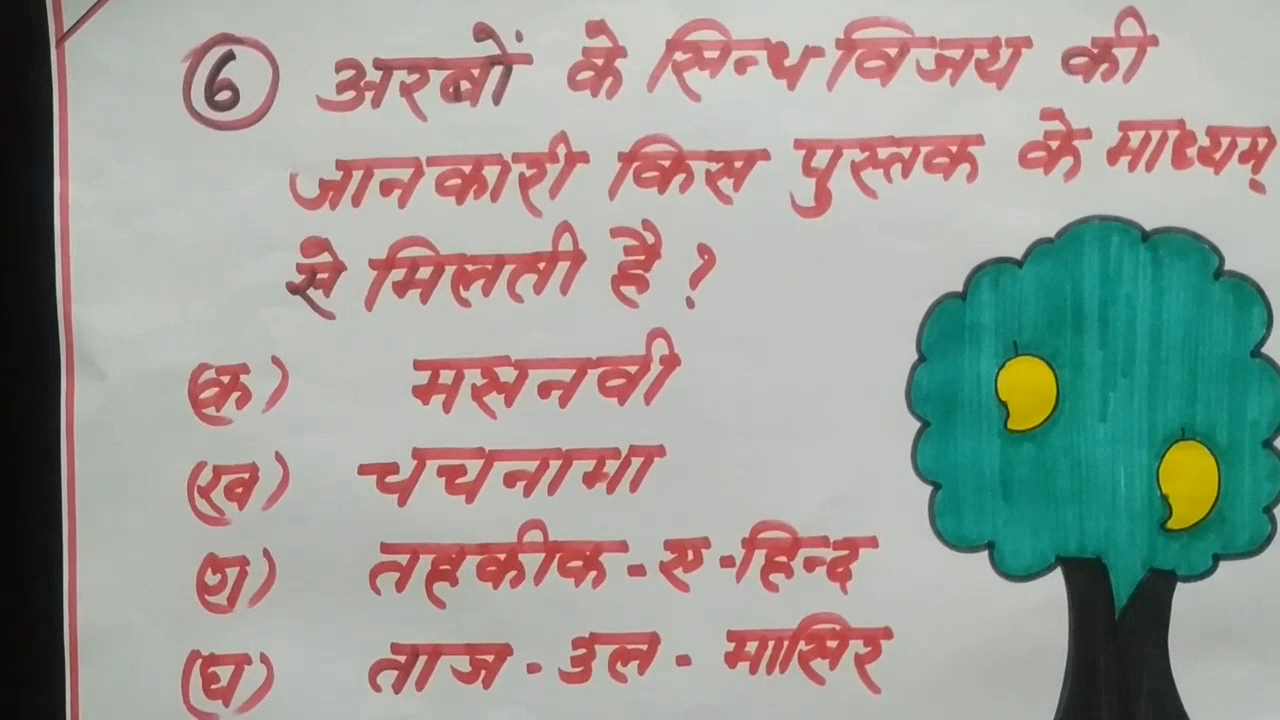 6 अरबों के सिन्ध विजय की
जानकारी किस पुस्तक के माध्यम्
से मिलती है ?
(क) मसनवी
(ख) चचनामा
(ग) तहकीक - ए - हिन्द
(घ) ताज - उल - मासिर